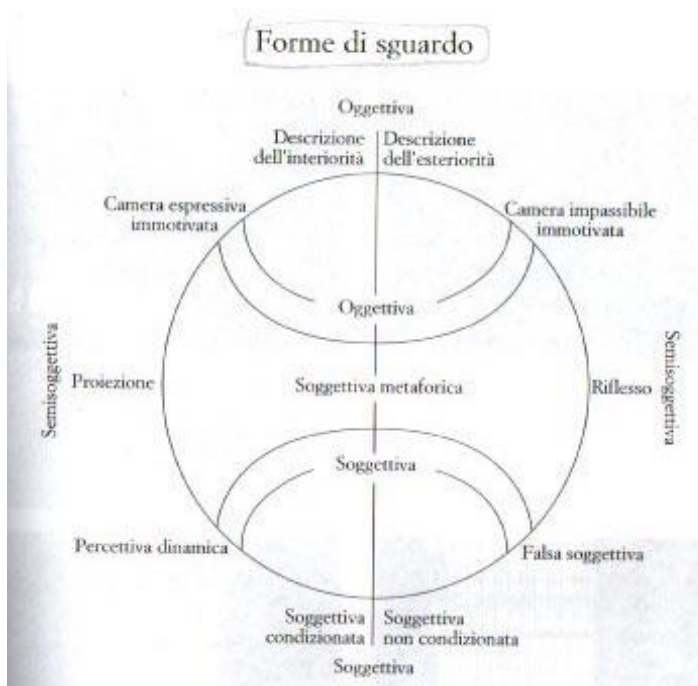 Forme di sguardo
Oggettiva
Descrizione
dell'interiorità
Descrizione
dell'esteriorità
Camera espressiva
immotivata
Camera impassibile
immotivata
Oggettiva
Semisoggettiva
Proiezione
Soggettiva metaforica
Riflesso
Semisoggettiva
Soggettiva
Percettiva dinamica
Falsa soggettiva
Soggettiva
condizionata
Soggettiva
non condizionata
Soggettiva